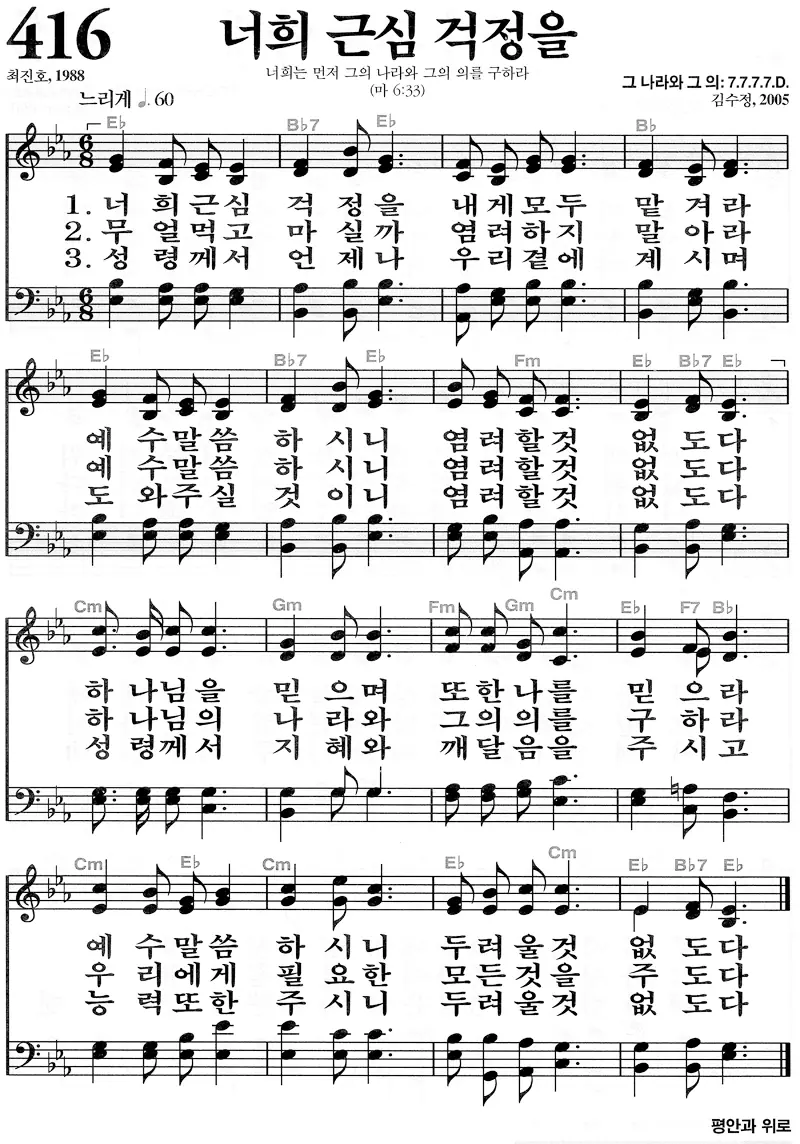 416 너희 근심 걱정을
최진호, 1988
너희는 먼저 그의 나라와 그의 의를 구하라
(마 6:33)
그 나라와 그 의: 7.7.7.7.D.
김수정, 2005
느리게 ♩. 60
E♭ B♭7 E♭ B♭
1. 너 희 근 심 걱 정 을 내 게 모 두 맡 겨 라
2. 무 얼 먹 고 마 실 까 염 려 하 지 말 아 라
3. 성 령 께 서 언 제 나 우 리 곁 에 계 시 며
E♭ B♭7 E♭ Fm E♭ B♭7 E♭
예 수 말 씀 하 시 니 염 려 할 것 없 도 다
예 수 말 씀 하 시 니 염 려 할 것 없 도 다
도 와 주 실 것 이 니 염 려 할 것 없 도 다
Cm Gm Fm Gm Cm E♭ F7 B♭
하 나 님 을 믿 으 며 또 한 나 를 믿 으 라
하 나 님 의 나 라 와 그 의 의 를 구 하 라
성 령 께 서 지 혜 와 깨 달 음 을 주 시 고
Cm E♭ Cm E♭ Cm E♭ B♭7 E♭
예 수 말 씀 하 시 니 두 려 울 것 없 도 다
우 리 에 게 필 요 한 모 든 것 을 주 도 다
능 력 또 한 주 시 니 두 려 울 것 없 도 다
평안과 위로